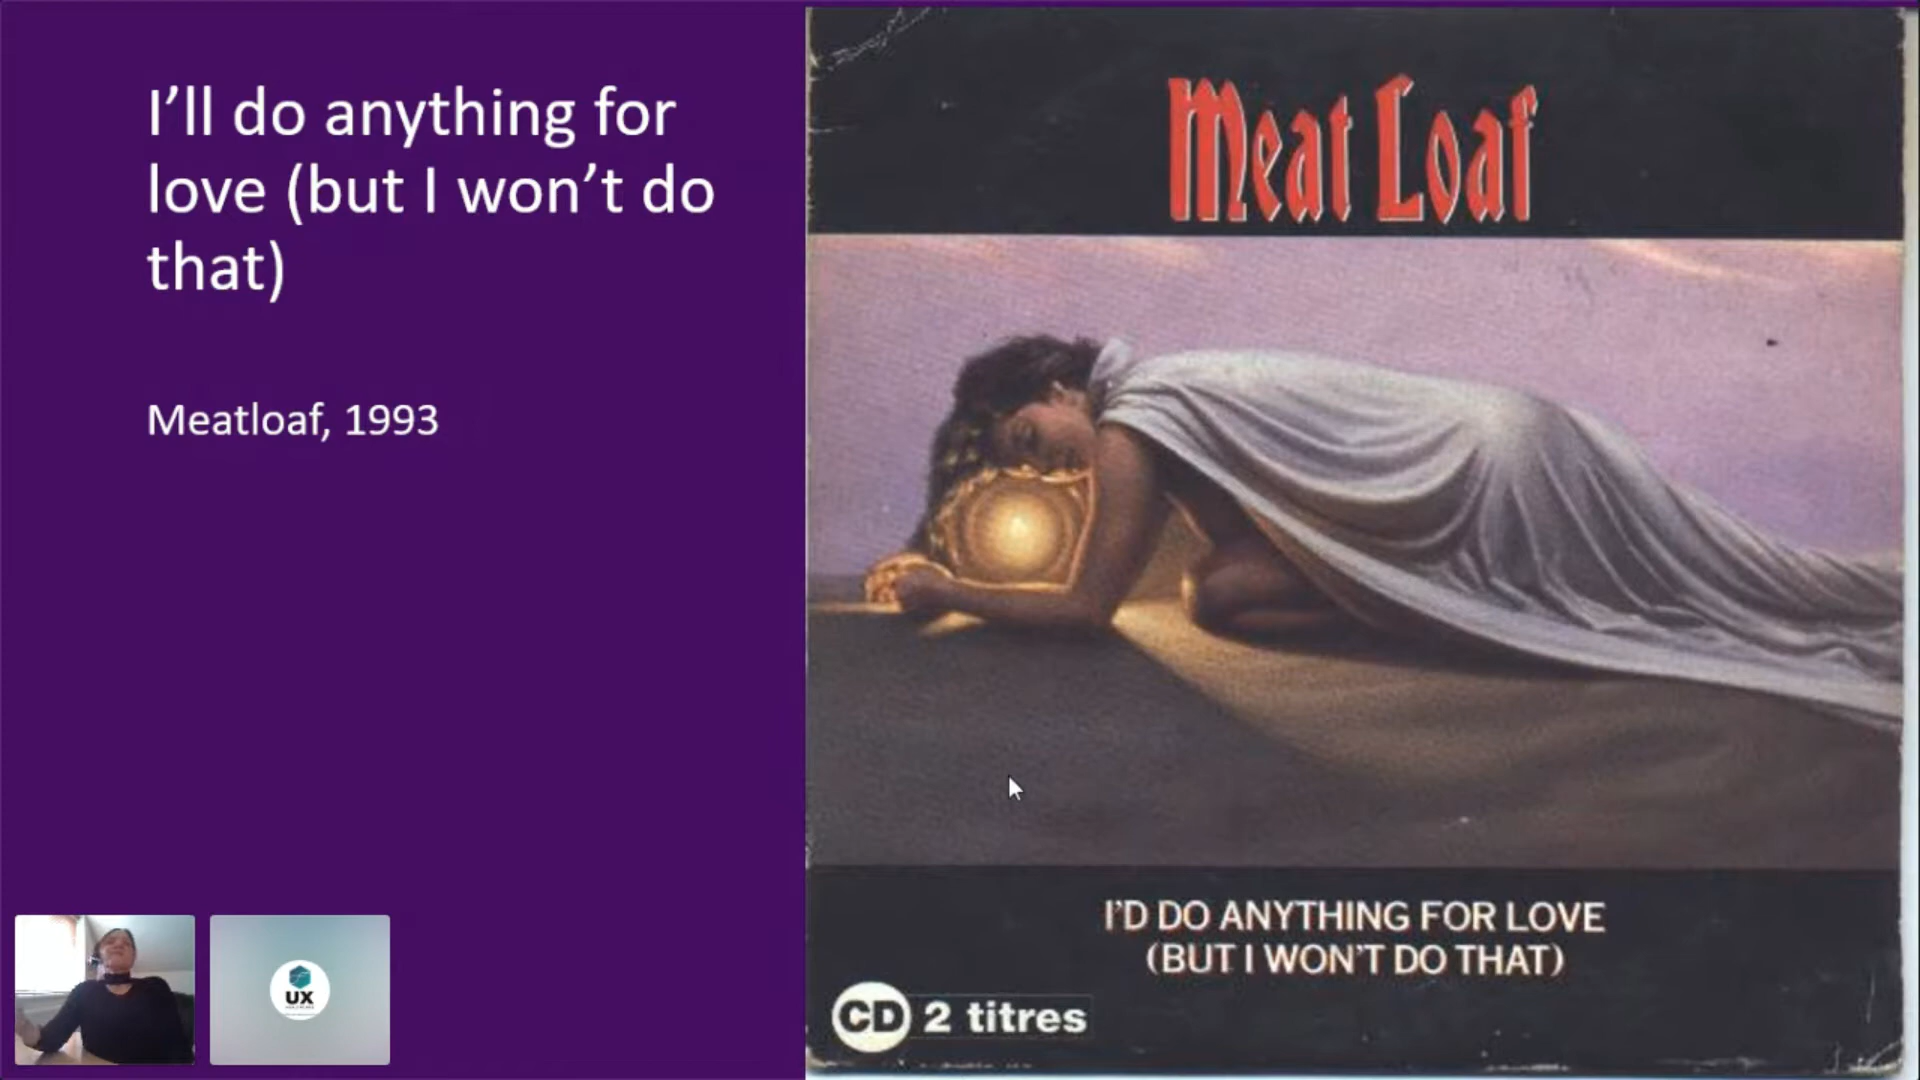 I’ll do anything for
love (but I won’t do
that)
Meatloaf, 1993
Meat Loaf
I'D DO ANYTHING FOR LOVE
(BUT I WON'T DO THAT)
CD 2 titres
UX